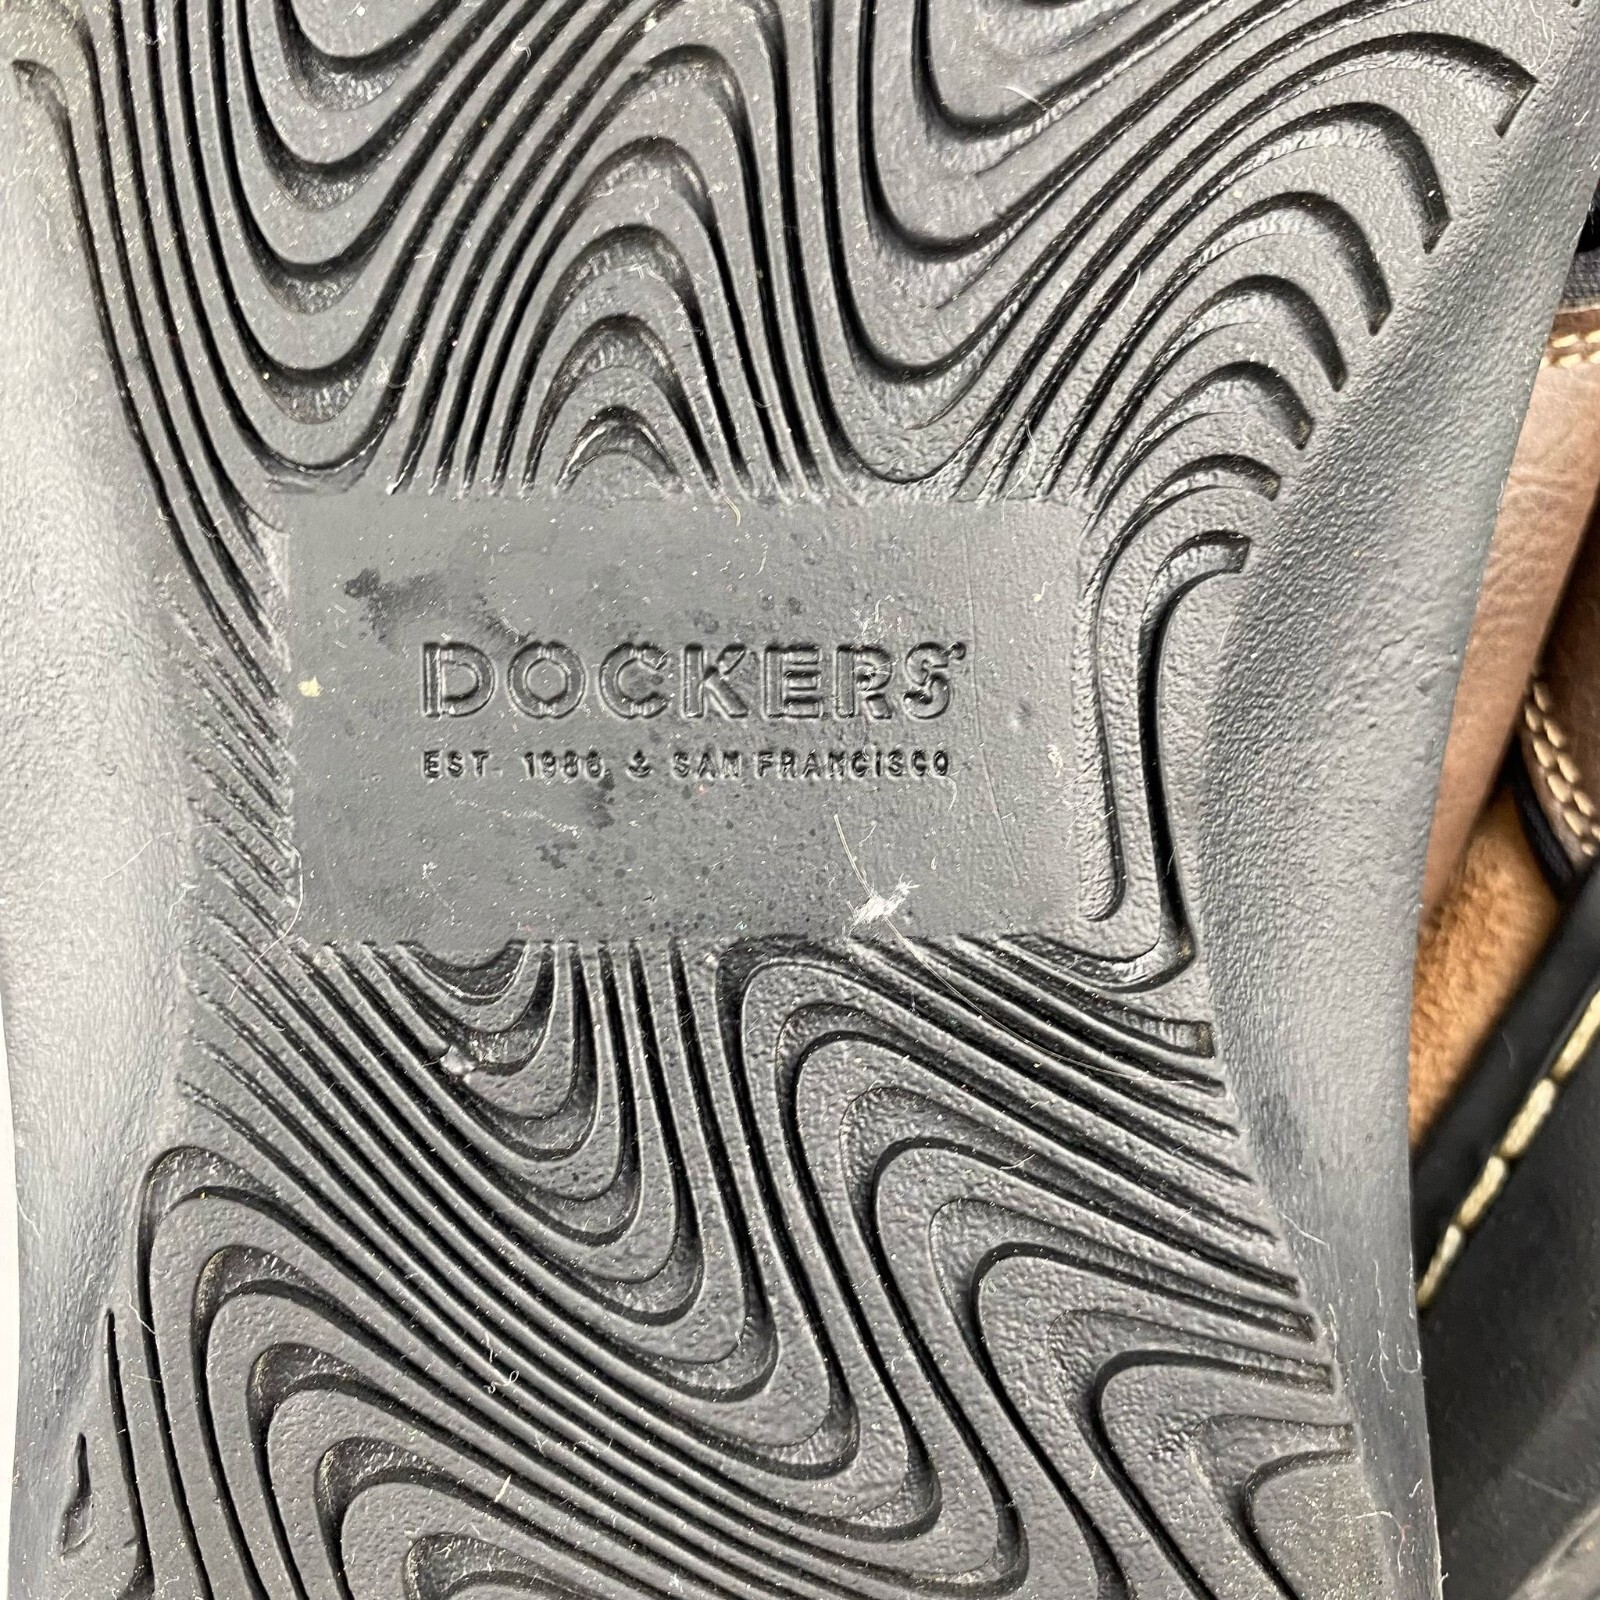 DOCKERS
EST. 1986 ⚓ SAN FRANCISCO